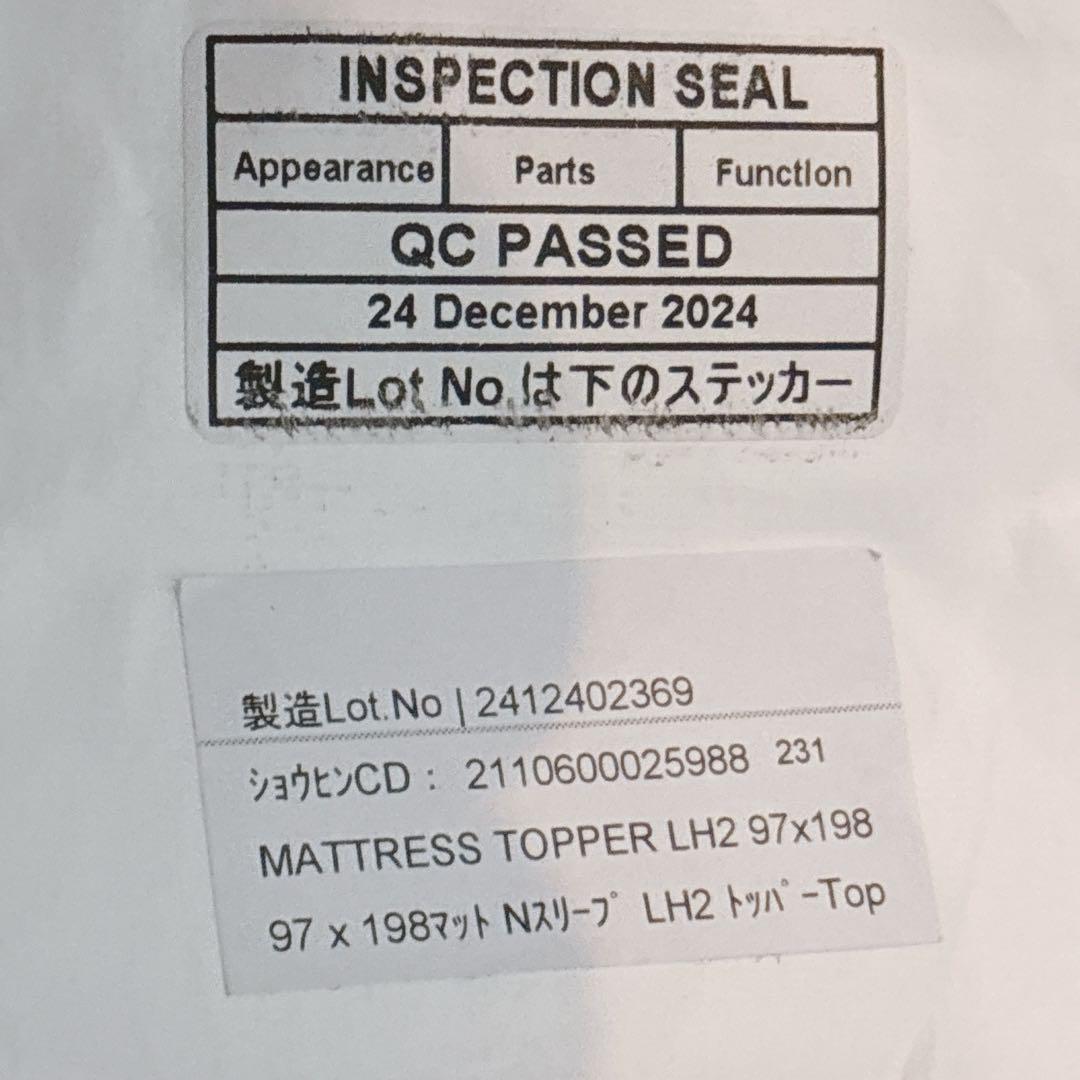 INSPECTION SEAL
Appearance Parts Function
QC PASSED
24 December 2024
製造Lot No.は下のステッカー
製造Lot.No | 2412402369
ｼｮｳﾋﾝCD : 2110600025988 231
MATTRESS TOPPER LH2 97x198
97 x 198ﾏｯﾄ Nｽﾘｰﾌﾟ LH2 ﾄｯﾊﾟｰTop